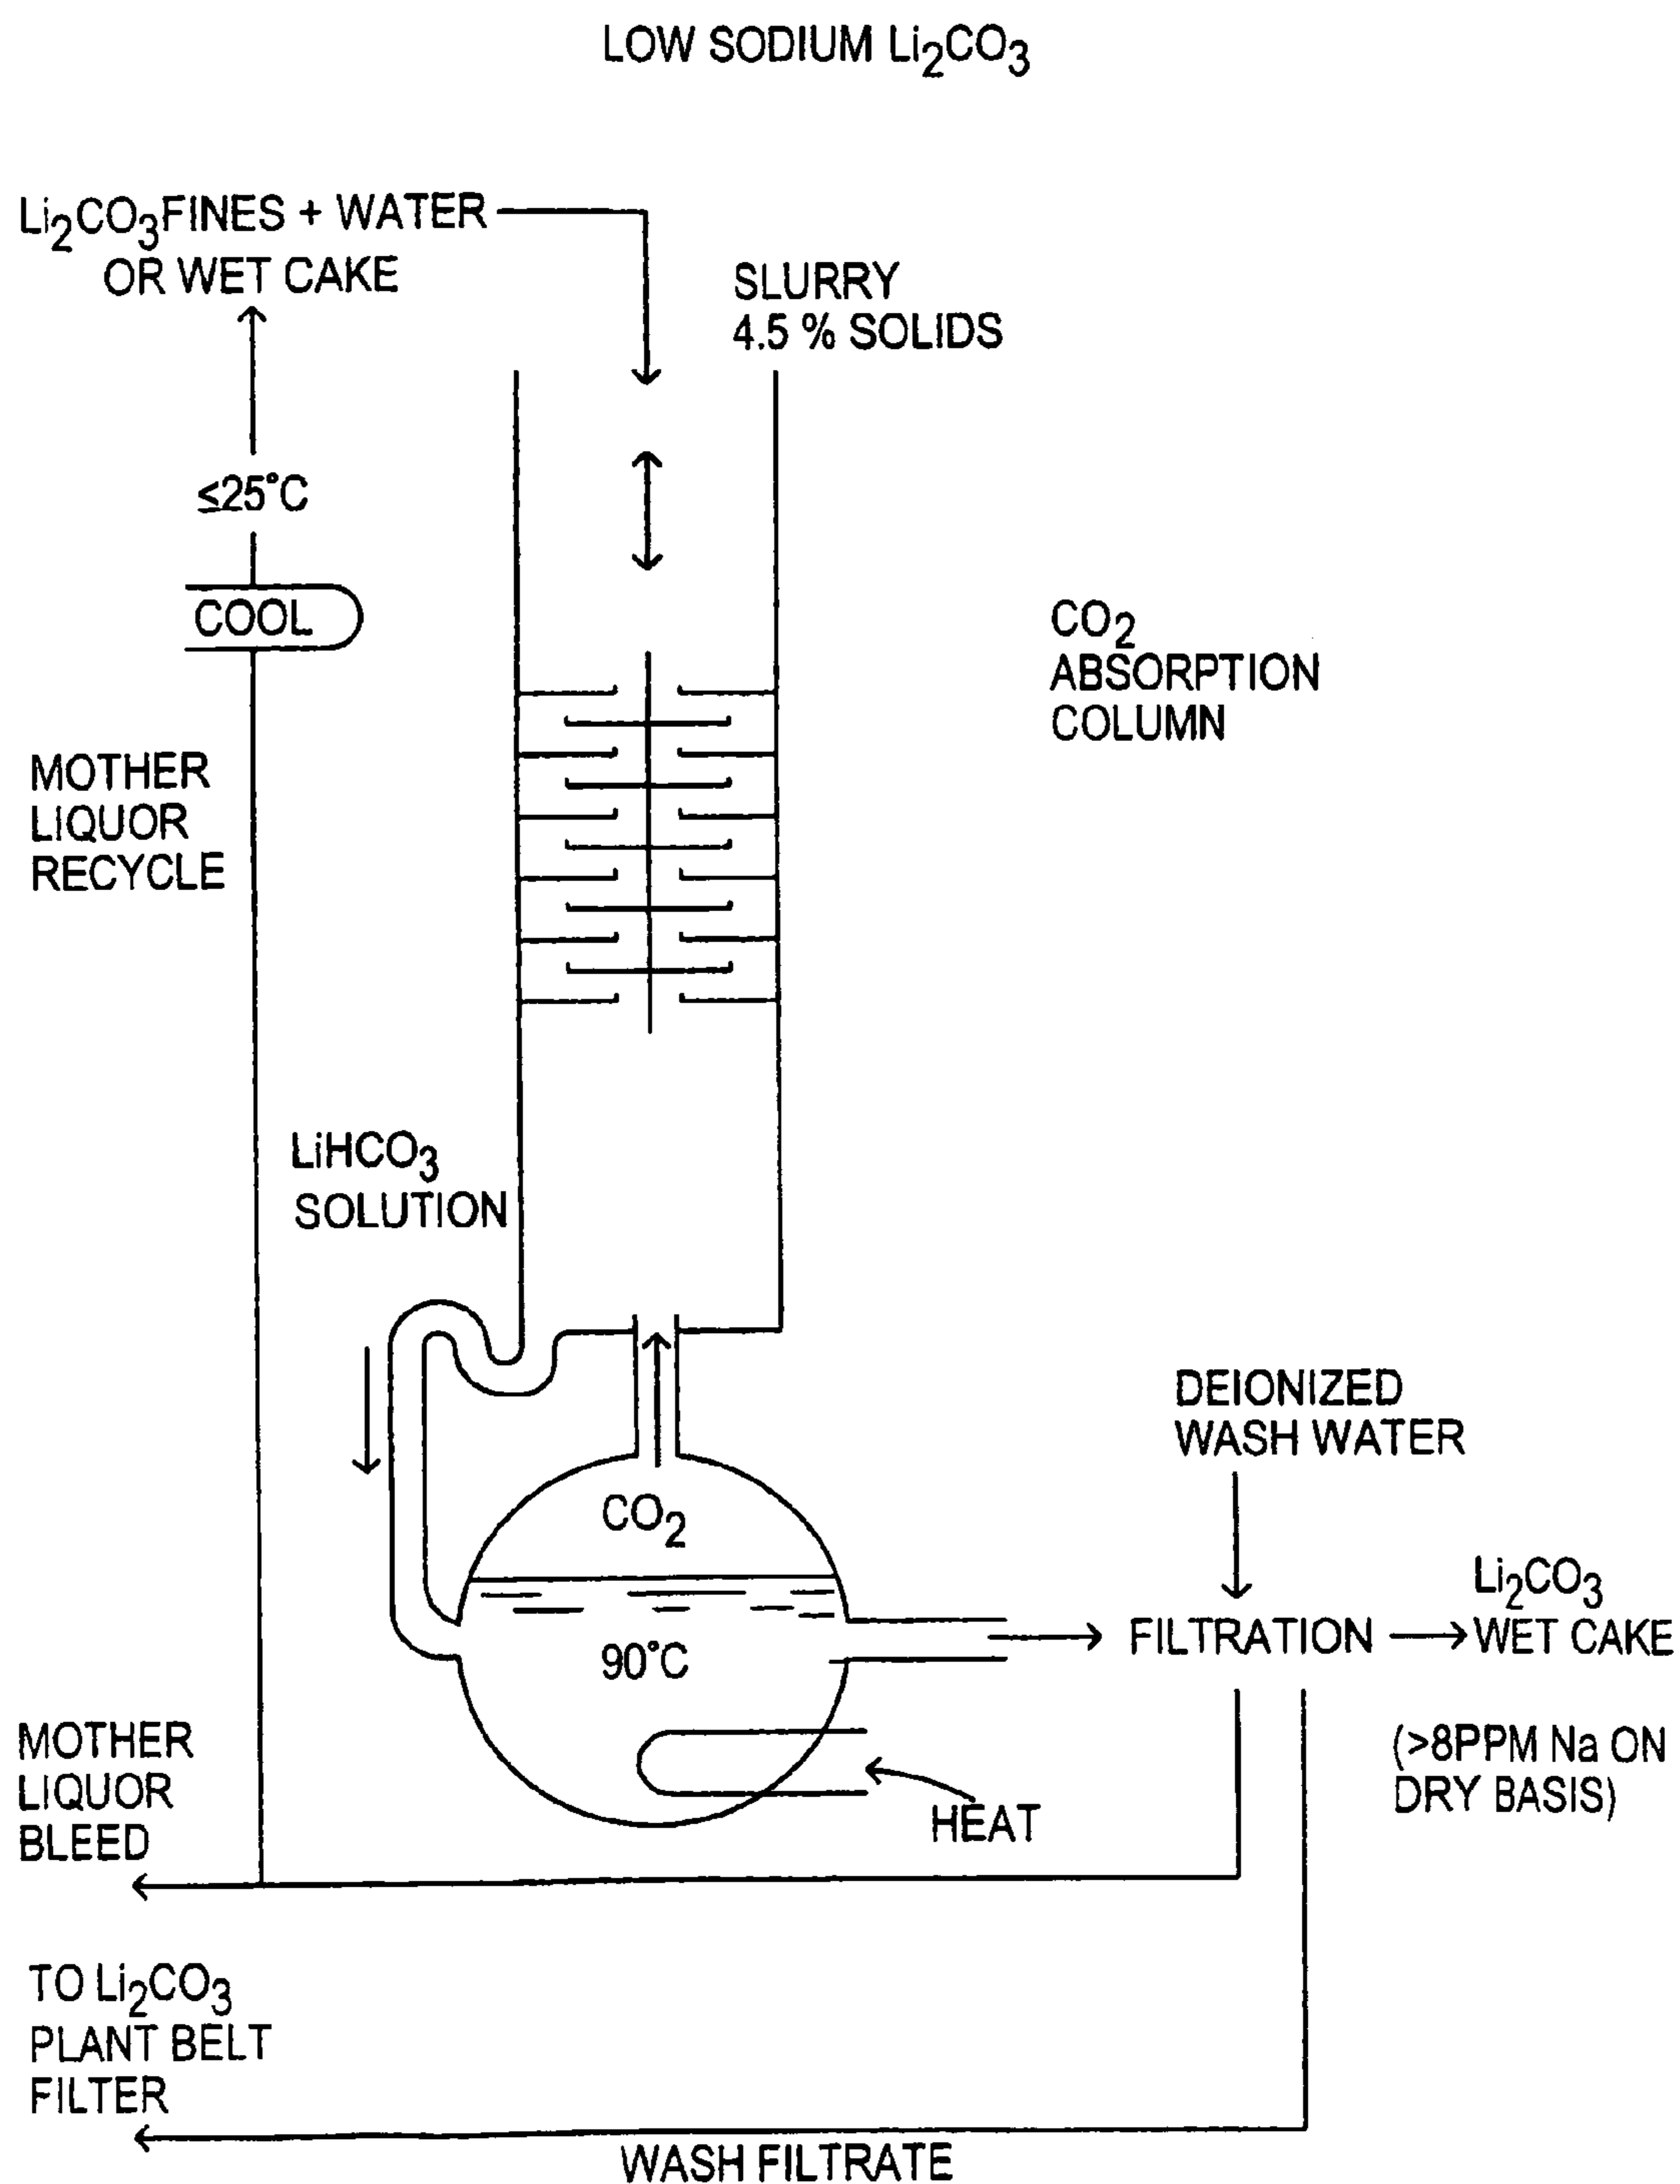 LOW SODIUM Li₂CO₃
Li₂CO₃FINES + WATER
OR WET CAKE
SLURRY
4.5 % SOLIDS
≤25°C
COOL
CO₂
ABSORPTION
COLUMN
MOTHER
LIQUOR
RECYCLE
LiHCO₃
SOLUTION
DEIONIZED
WASH WATER
CO₂
90°C
FILTRATION
Li₂CO₃
WET CAKE
(>8PPM Na ON
DRY BASIS)
HEAT
MOTHER
LIQUOR
BLEED
TO Li₂CO₃
PLANT BELT
FILTER
WASH FILTRATE